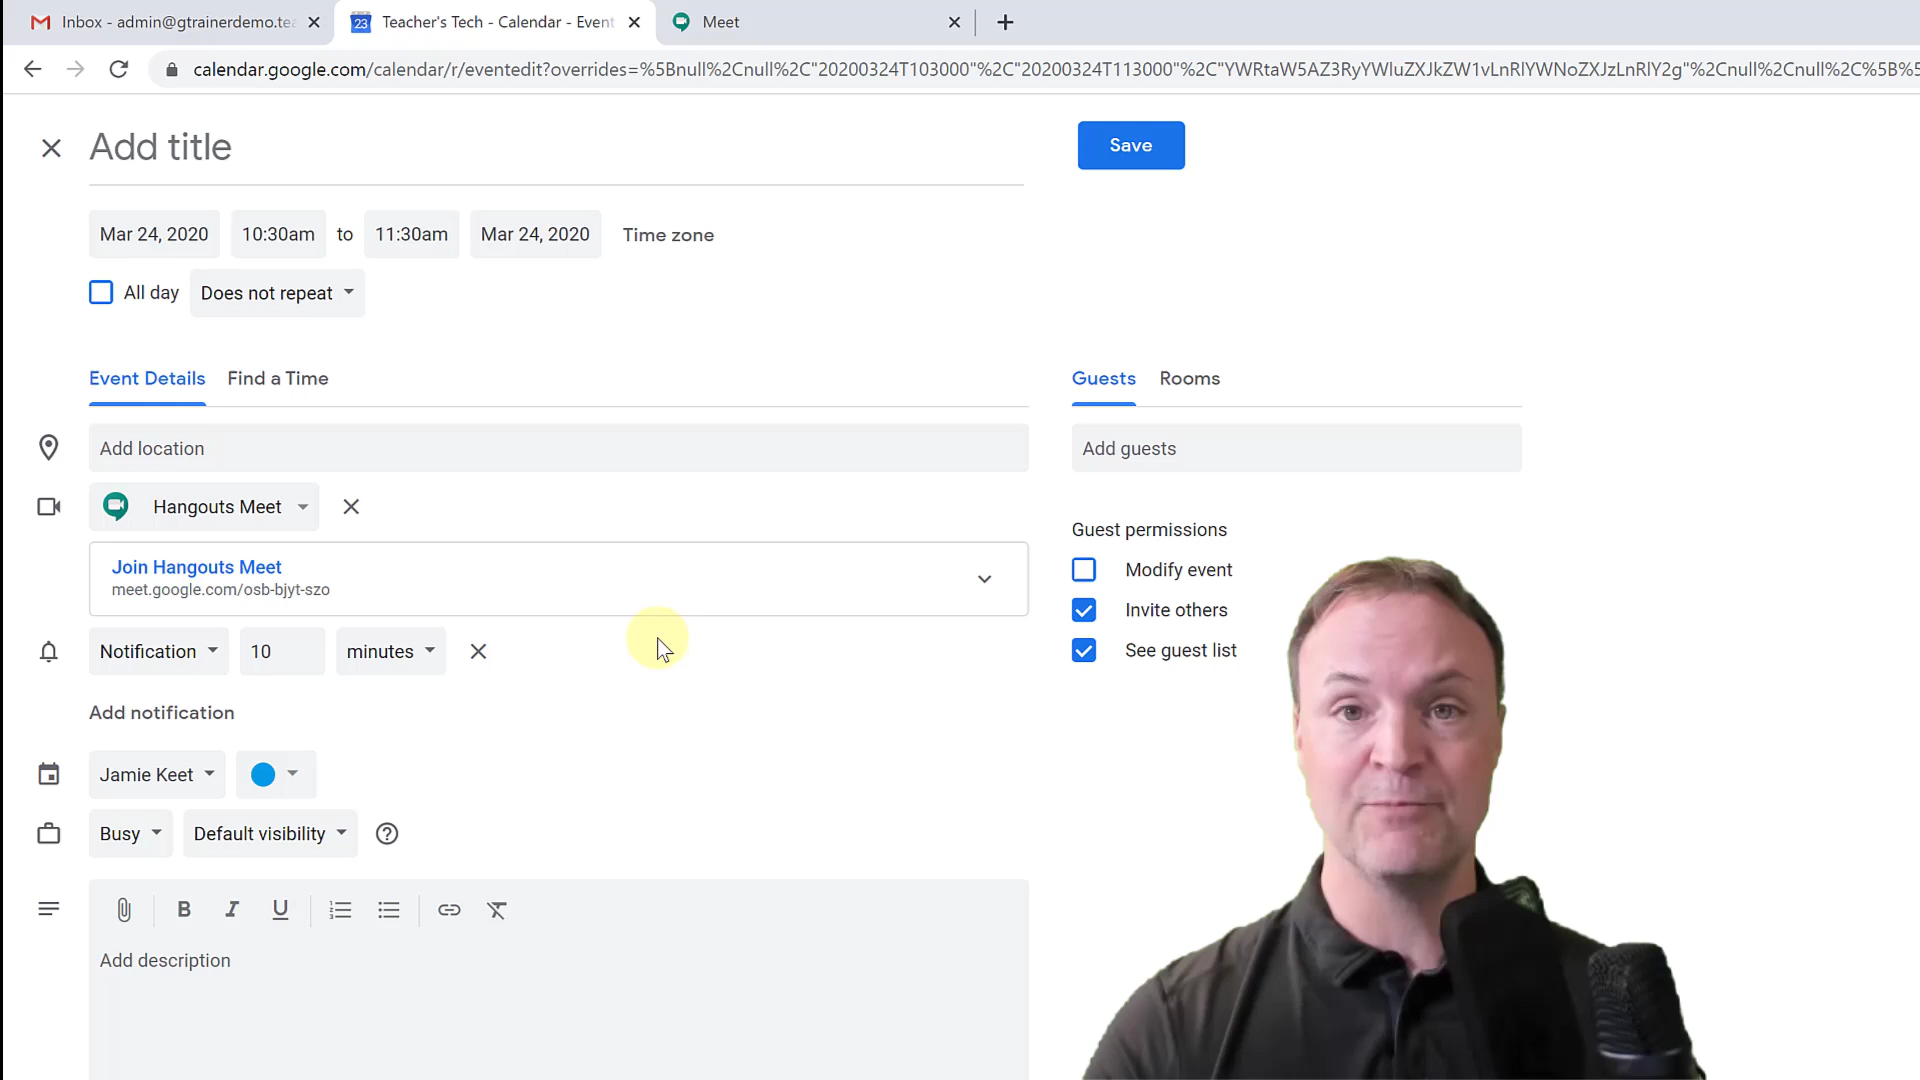 Inbox - admin@gtrainerdemo.tea
Teacher's Tech - Calendar - Event
Meet
calendar.google.com/calendar/r/eventedit?overrides=%5Bnull%2Cnull%2C"20200324T103000"%2C"20200324T113000"%2C"YWRtaW5AZ3RyYWluZXJkZW1vLnRlYWNoZXJzLnRlY2g"%2Cnull%2Cnull%2C%5B%5
Add title
Save
Mar 24, 2020 10:30am to 11:30am Mar 24, 2020 Time zone
All day Does not repeat
Event Details Find a Time
Guests Rooms
Add location
Add guests
Hangouts Meet
Join Hangouts Meet
meet.google.com/osb-bjyt-szo
Guest permissions
Modify event
Invite others
See guest list
Notification 10 minutes
Add notification
Jamie Keet
Busy Default visibility
B I U
Add description